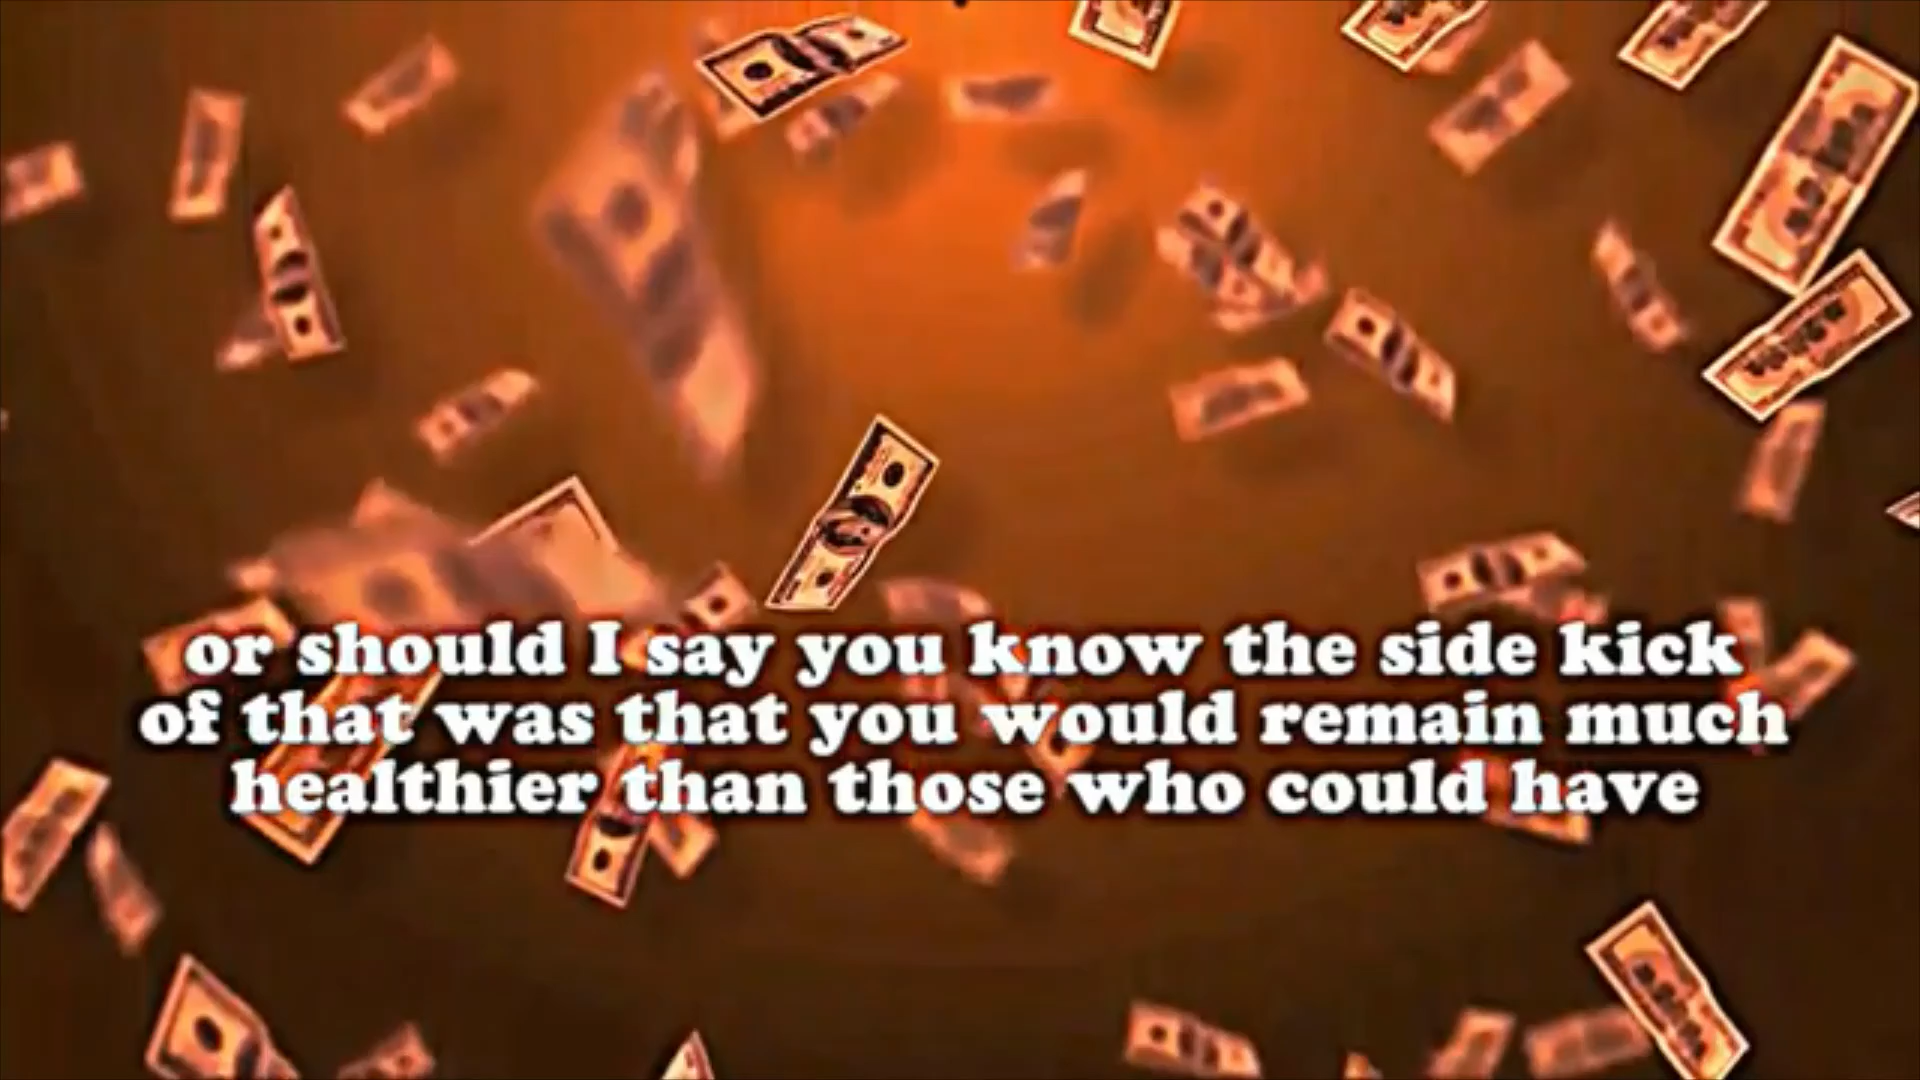 or should I say you know the side kick
of that was that you would remain much
healthier than those who could have